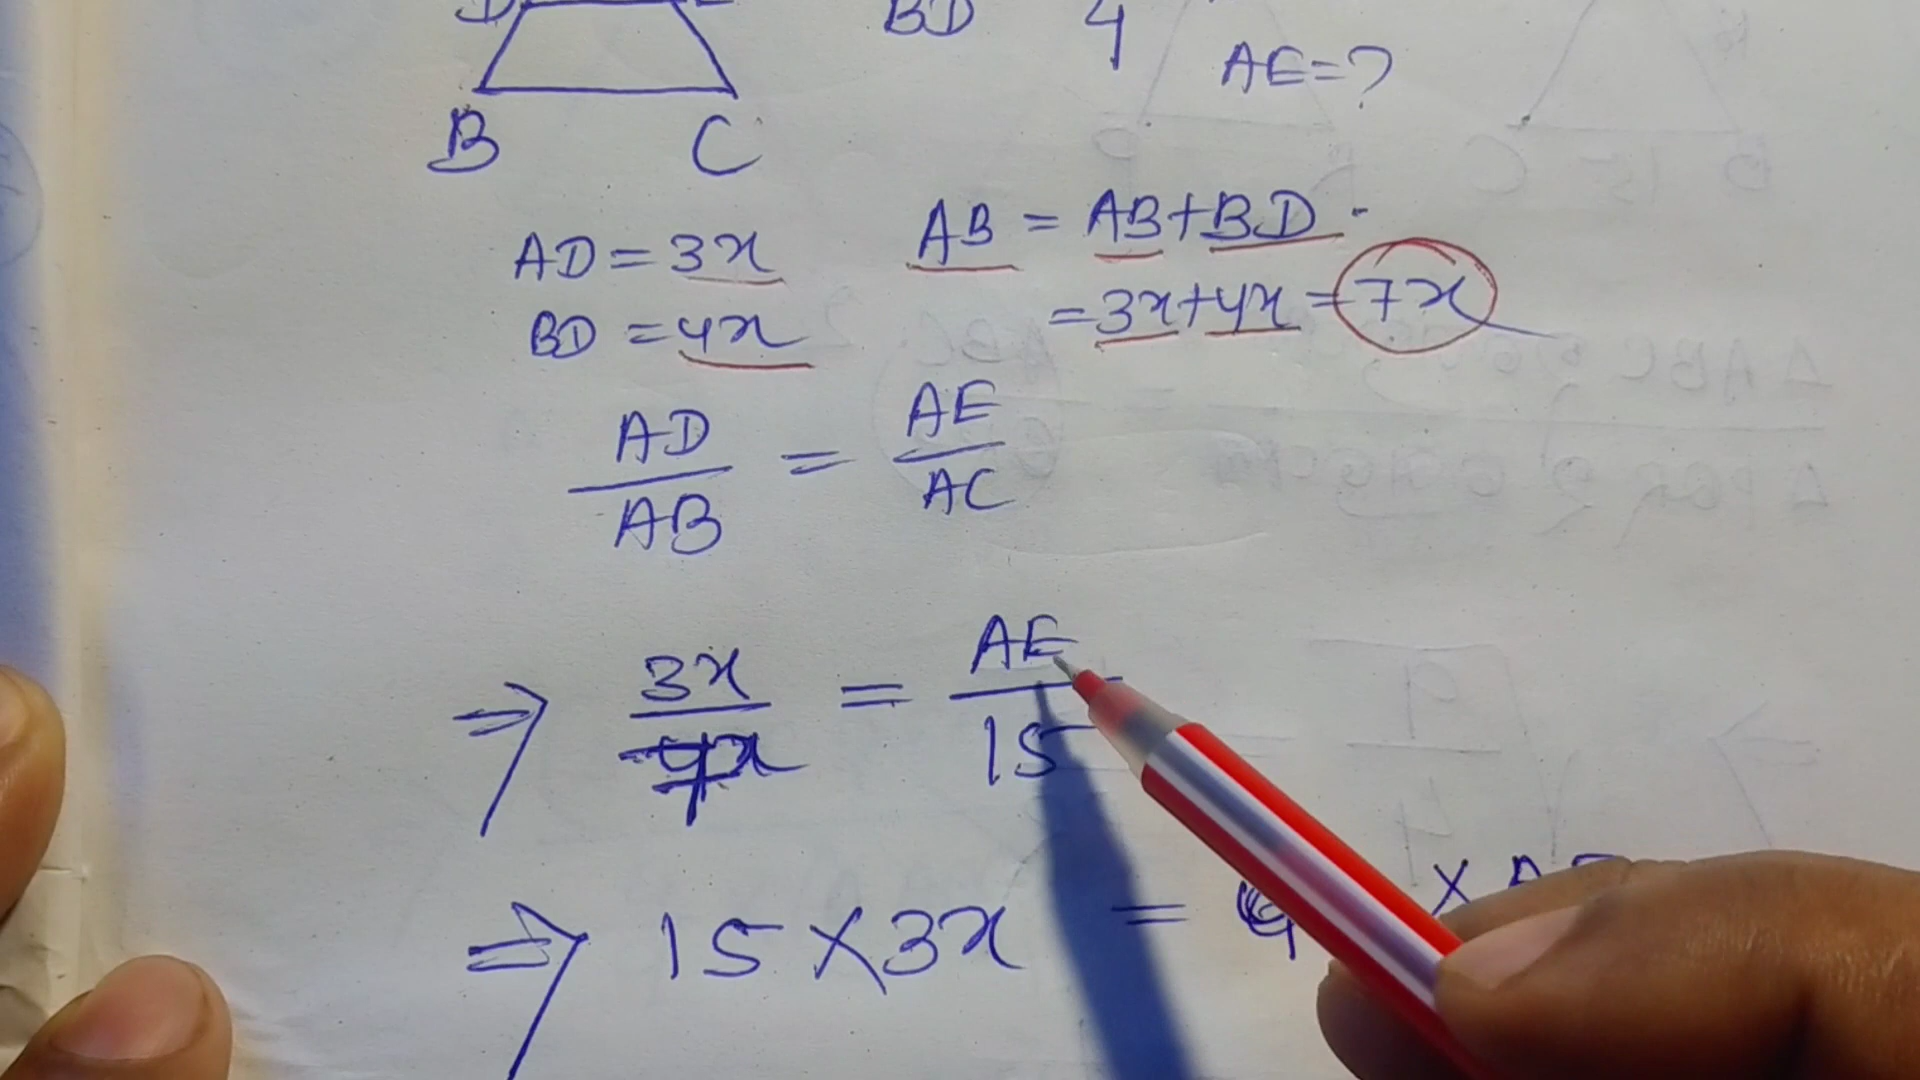 BD 4
AE=?
B C
AD=3x AB = AB+BD
BD=4x =3x+4x=7x
AD/AB = AE/AC
⇒ 3x/ = AE/15
⇒ 15×3x =